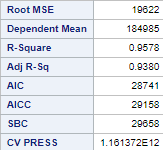 Root MSE 19622
Dependent Mean 184985
R-Square 0.9578
Adj R-Sq 0.9380
AIC 28741
AICC 29158
SBC 29658
CV PRESS 1.161372E12